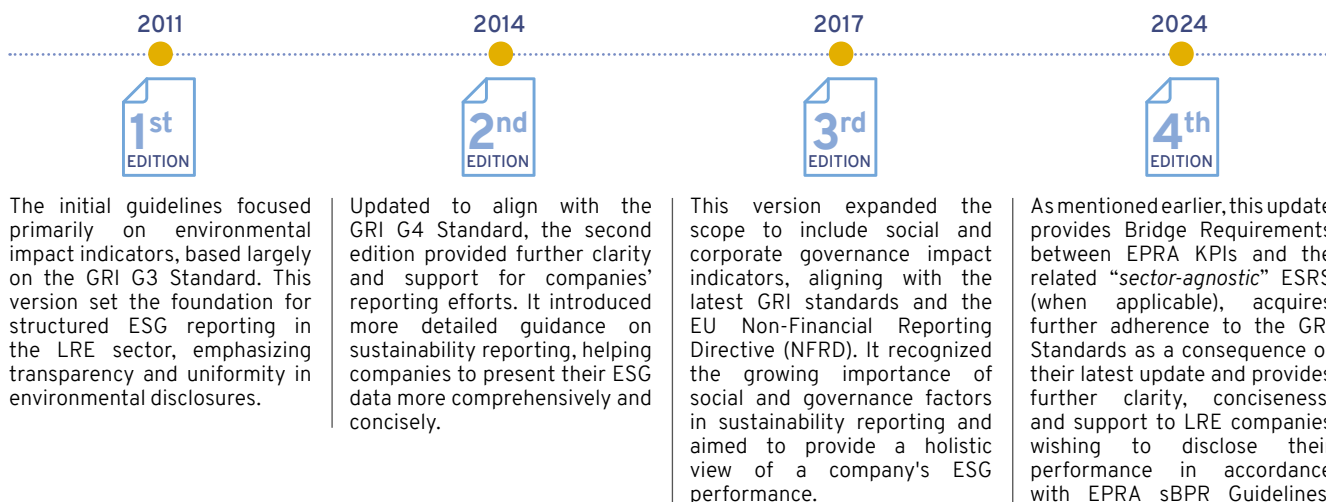 2011
1st
EDITION
The initial guidelines focused
primarily on environmental
impact indicators, based largely
on the GRI G3 Standard. This
version set the foundation for
structured ESG reporting in
the LRE sector, emphasizing
transparency and uniformity in
environmental disclosures.
2014
2nd
EDITION
Updated to align with the
GRI G4 Standard, the second
edition provided further clarity
and support for companies’
reporting efforts. It introduced
more detailed guidance on
sustainability reporting, helping
companies to present their ESG
data more comprehensively and
concisely.
2017
3rd
EDITION
This version expanded the
scope to include social and
corporate governance impact
indicators, aligning with the
latest GRI standards and the
EU Non-Financial Reporting
Directive (NFRD). It recognized
the growing importance of
social and governance factors
in sustainability reporting and
aimed to provide a holistic
view of a company's ESG
performance.
2024
4th
EDITION
As mentioned earlier, this update
provides Bridge Requirements
between EPRA KPIs and the
related “sector-agnostic” ESRS
(when applicable), acquires
further adherence to the GR
Standards as a consequence o
their latest update and provides
further clarity, conciseness
and support to LRE companies
wishing to disclose their
performance in accordance
with EPRA sBPR Guidelines